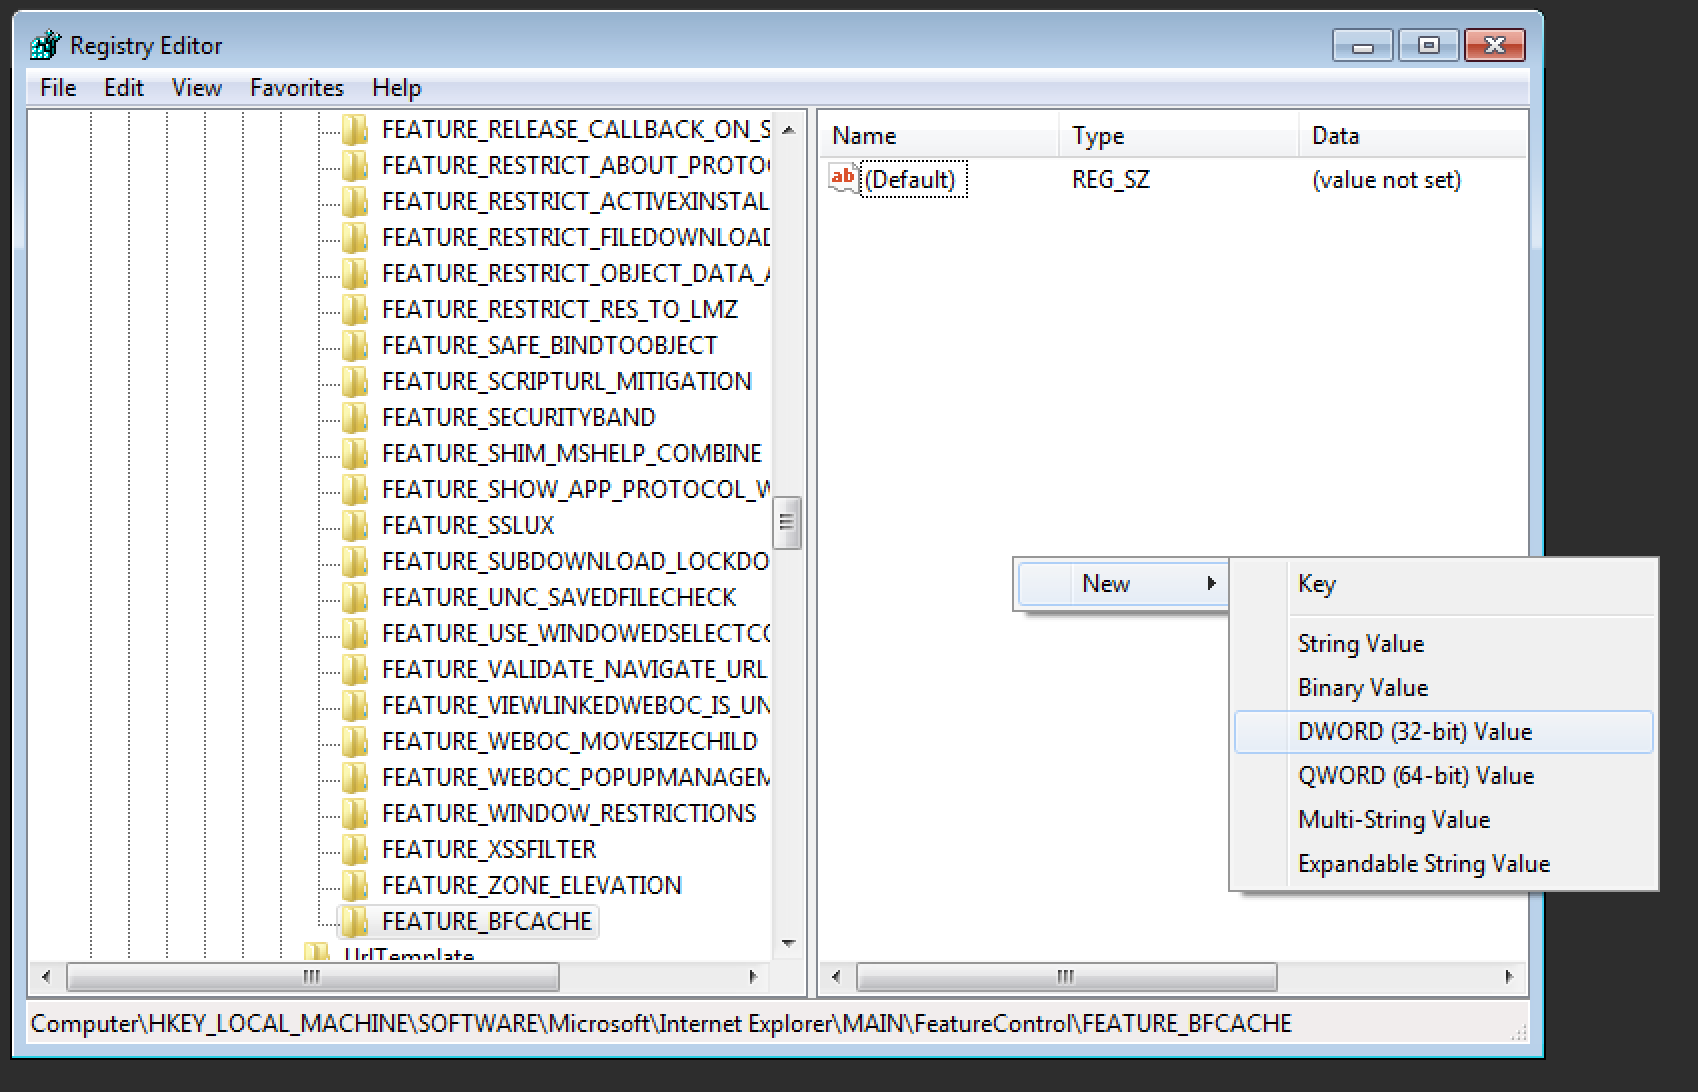 Registry Editor
File Edit View Favorites Help
FEATURE_RELEASE_CALLBACK_ON_S
FEATURE_RESTRICT_ABOUT_PROTO
FEATURE_RESTRICT_ACTIVEXINSTAL
FEATURE_RESTRICT_FILEDOWNLOAD
FEATURE_RESTRICT_OBJECT_DATA_A
FEATURE_RESTRICT_RES_TO_LMZ
FEATURE_SAFE_BINDTOOBJECT
FEATURE_SCRIPTURL_MITIGATION
FEATURE_SECURITYBAND
FEATURE_SHIM_MSHELP_COMBINE
FEATURE_SHOW_APP_PROTOCOL_W
FEATURE_SSLUX
FEATURE_SUBDOWNLOAD_LOCKDO
FEATURE_UNC_SAVEDFILECHECK
FEATURE_USE_WINDOWEDSELECTCO
FEATURE_VALIDATE_NAVIGATE_URL
FEATURE_VIEWLINKEDWEBOC_IS_UN
FEATURE_WEBOC_MOVESIZECHILD
FEATURE_WEBOC_POPUPMANAGEM
FEATURE_WINDOW_RESTRICTIONS
FEATURE_XSSFILTER
FEATURE_ZONE_ELEVATION
FEATURE_BFCACHE
UrlTemplate
Name Type Data
ab (Default) REG_SZ (value not set)
New
Key
String Value
Binary Value
DWORD (32-bit) Value
QWORD (64-bit) Value
Multi-String Value
Expandable String Value
Computer\HKEY_LOCAL_MACHINE\SOFTWARE\Microsoft\Internet Explorer\MAIN\FeatureControl\FEATURE_BFCACHE